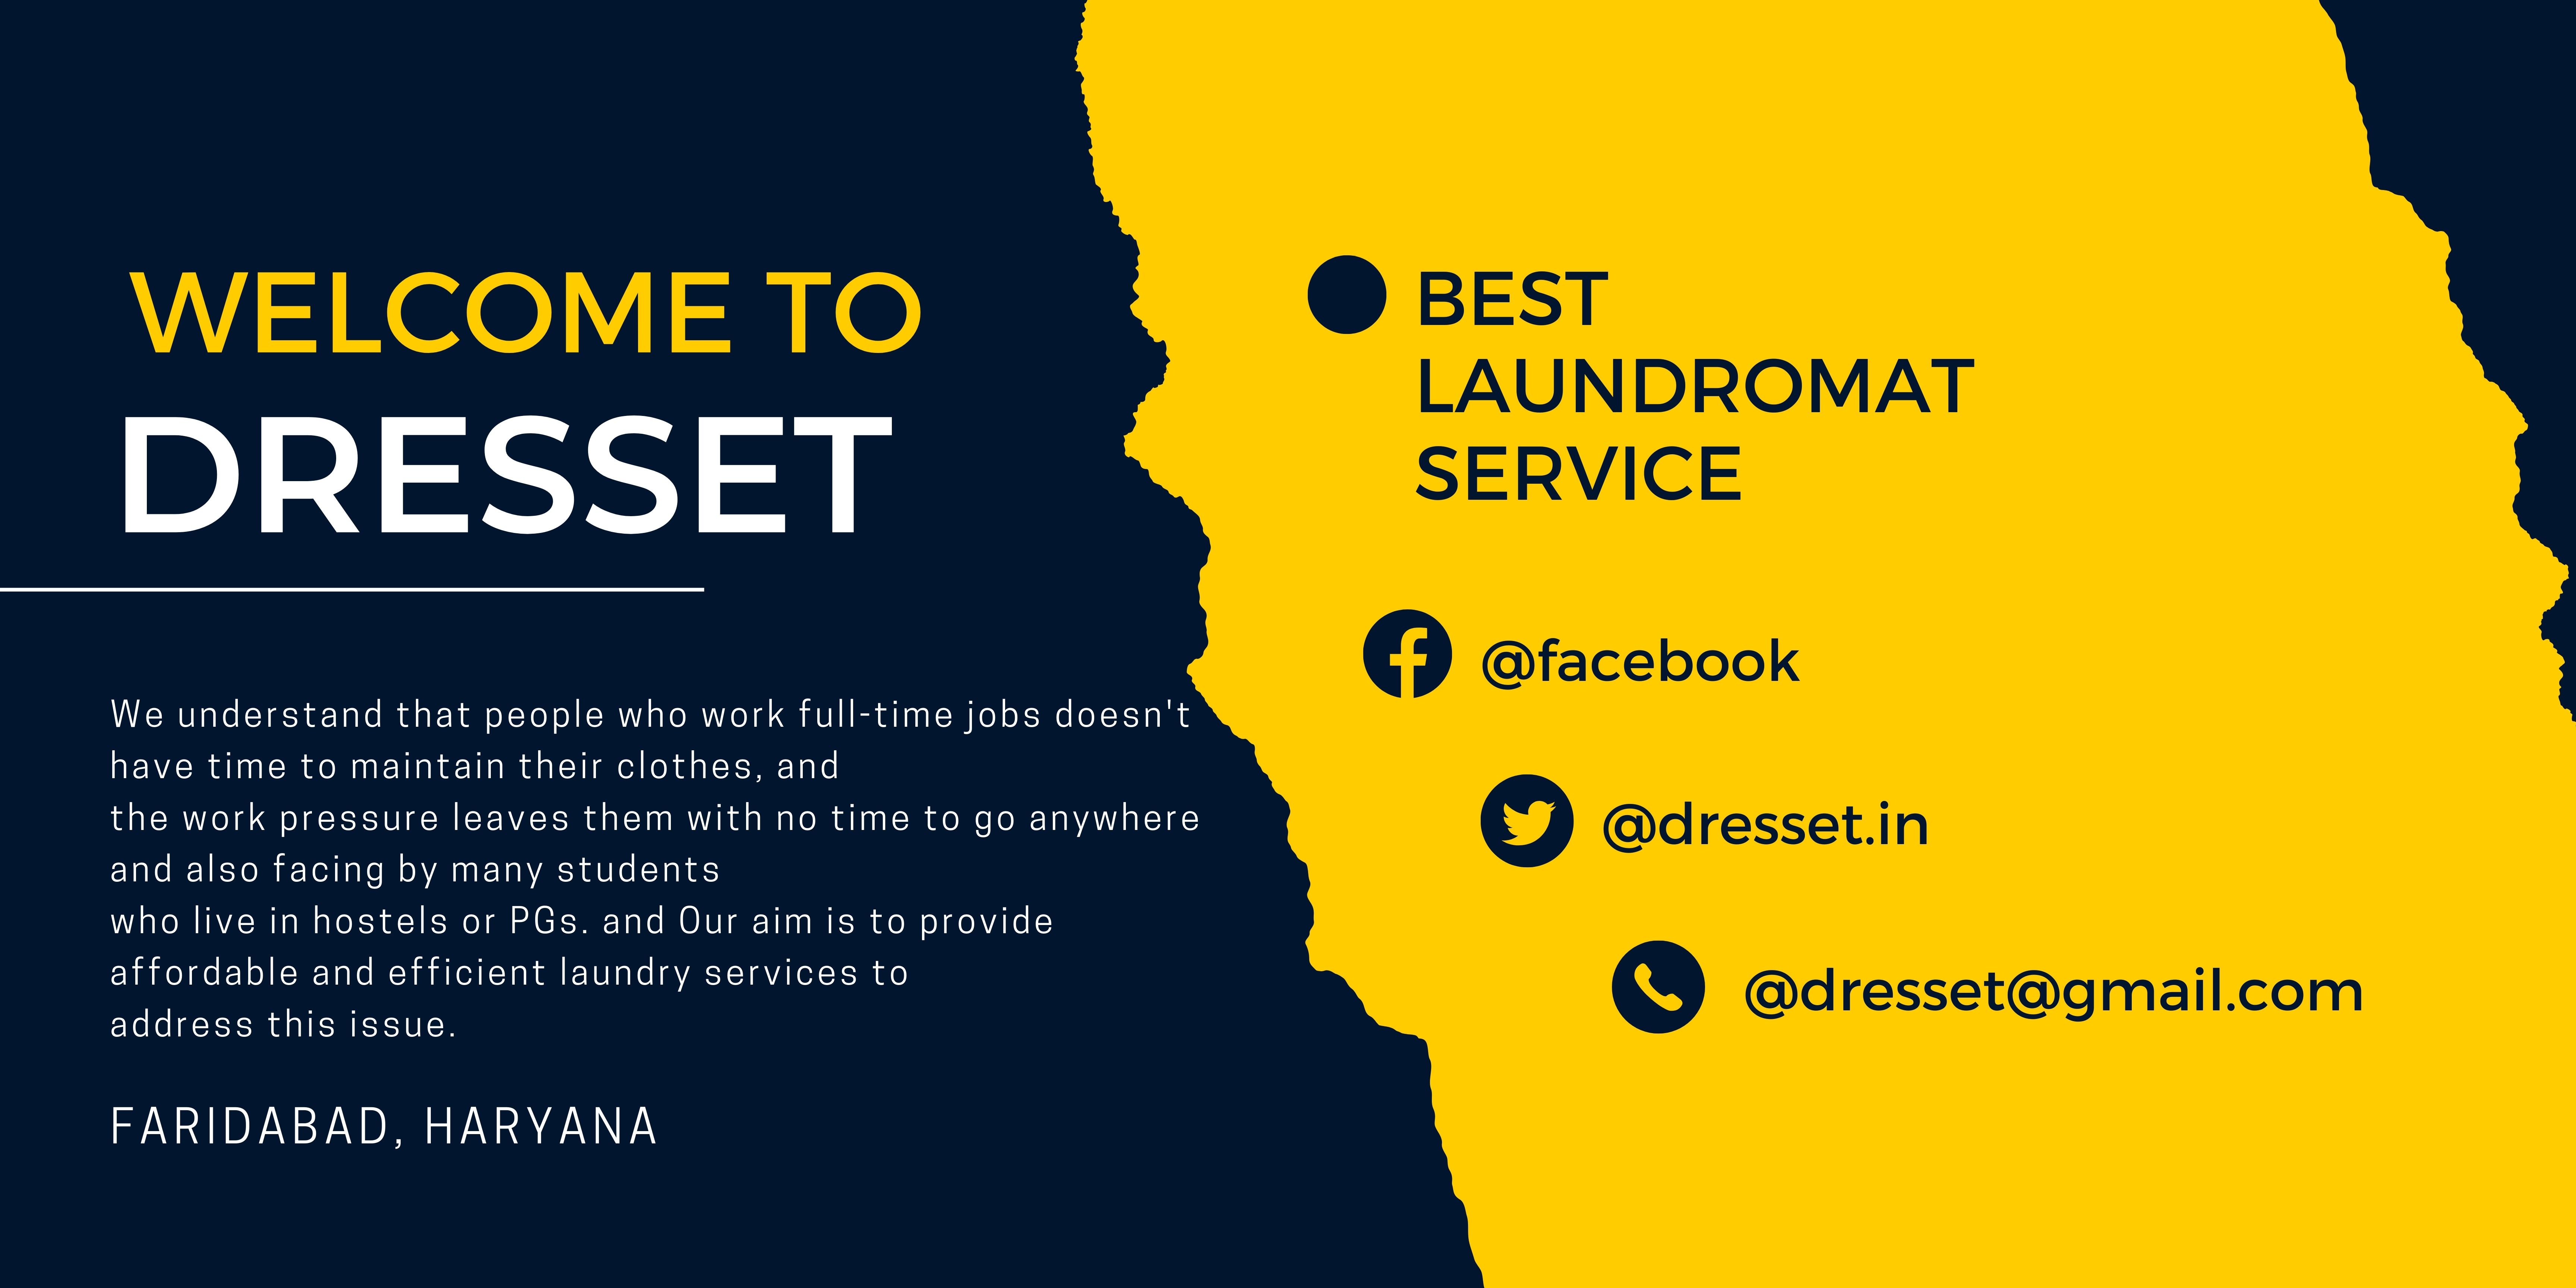 WELCOME TO
DRESSET
We understand that people who work full-time jobs doesn't
have time to maintain their clothes, and
the work pressure leaves them with no time to go anywhere
and also facing by many students
who live in hostels or PGs. and Our aim is to provide
affordable and efficient laundry services to
address this issue.
FARIDABAD, HARYANA
BEST
LAUNDROMAT
SERVICE
@facebook
@dresset.in
@dresset@gmail.com